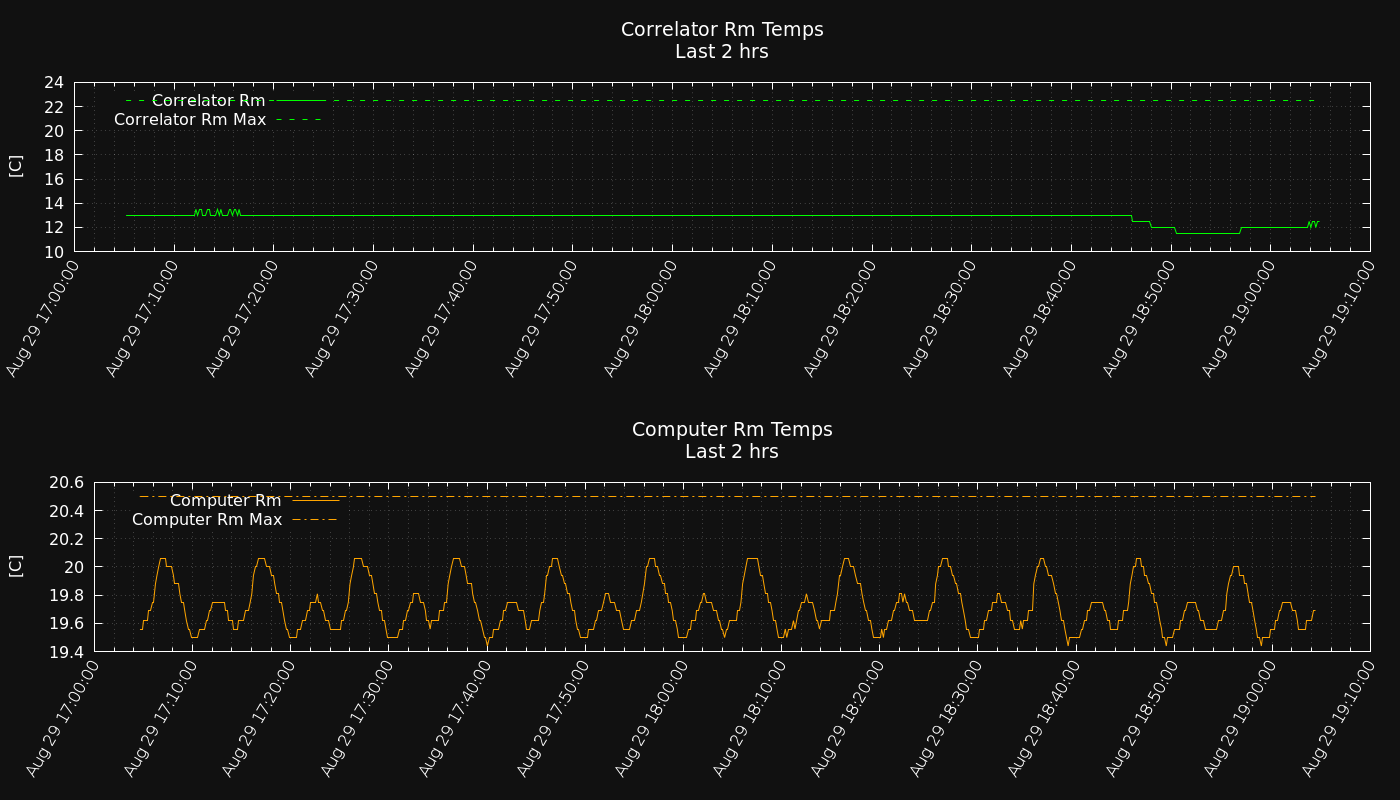 Correlator Rm Temps
Last 2 hrs
24
22
20
18
16
14
12
10
[C]
Correlator Rm
Correlator Rm Max
Aug 29 17:00:00
Aug 29 17:10:00
Aug 29 17:20:00
Aug 29 17:30:00
Aug 29 17:40:00
Aug 29 17:50:00
Aug 29 18:00:00
Aug 29 18:10:00
Aug 29 18:20:00
Aug 29 18:30:00
Aug 29 18:40:00
Aug 29 18:50:00
Aug 29 19:00:00
Aug 29 19:10:00
Computer Rm Temps
Last 2 hrs
20.6
20.4
20.2
20
19.8
19.6
19.4
[C]
Computer Rm
Computer Rm Max
Aug 29 17:00:00
Aug 29 17:10:00
Aug 29 17:20:00
Aug 29 17:30:00
Aug 29 17:40:00
Aug 29 17:50:00
Aug 29 18:00:00
Aug 29 18:10:00
Aug 29 18:20:00
Aug 29 18:30:00
Aug 29 18:40:00
Aug 29 18:50:00
Aug 29 19:00:00
Aug 29 19:10:00